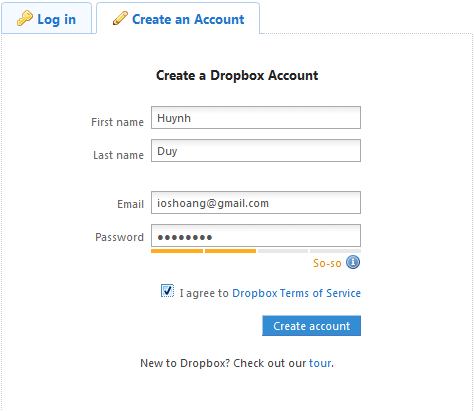 Log in
Create an Account
Create a Dropbox Account
First name Huynh
Last name Duy
Email ioshoang@gmail.com
Password ●●●●●●●●
So-so
I agree to Dropbox Terms of Service
Create account
New to Dropbox? Check out our tour.